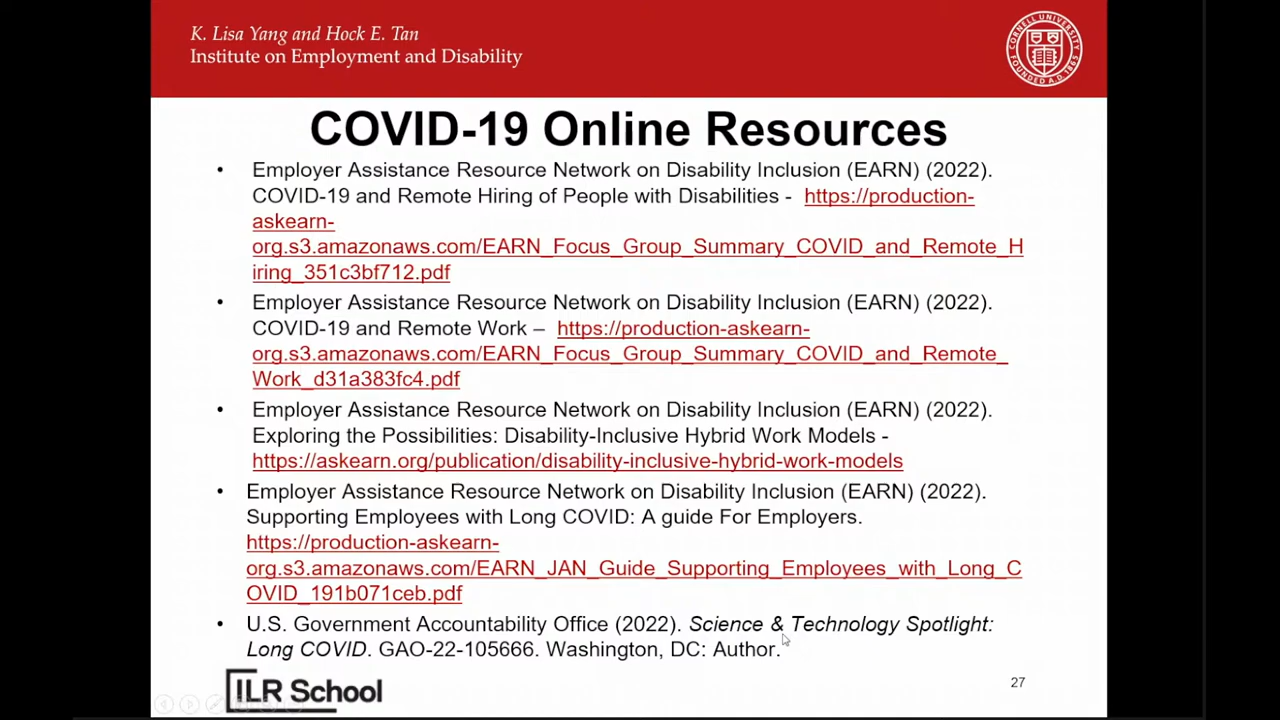 K. Lisa Yang and Hock E. Tan
Institute on Employment and Disability
CORNELL UNIVERSITY
FOUNDED A.D. 1865
COVID-19 Online Resources
• Employer Assistance Resource Network on Disability Inclusion (EARN) (2022).
COVID-19 and Remote Hiring of People with Disabilities - https://production-
askearn-
org.s3.amazonaws.com/EARN_Focus_Group_Summary_COVID_and_Remote_H
iring_351c3bf712.pdf
• Employer Assistance Resource Network on Disability Inclusion (EARN) (2022).
COVID-19 and Remote Work – https://production-askearn-
org.s3.amazonaws.com/EARN_Focus_Group_Summary_COVID_and_Remote_
Work_d31a383fc4.pdf
• Employer Assistance Resource Network on Disability Inclusion (EARN) (2022).
Exploring the Possibilities: Disability-Inclusive Hybrid Work Models -
https://askearn.org/publication/disability-inclusive-hybrid-work-models
• Employer Assistance Resource Network on Disability Inclusion (EARN) (2022).
Supporting Employees with Long COVID: A guide For Employers.
https://production-askearn-
org.s3.amazonaws.com/EARN_JAN_Guide_Supporting_Employees_with_Long_C
OVID_191b071ceb.pdf
• U.S. Government Accountability Office (2022). Science & Technology Spotlight:
Long COVID. GAO-22-105666. Washington, DC: Author.
ILR School
27